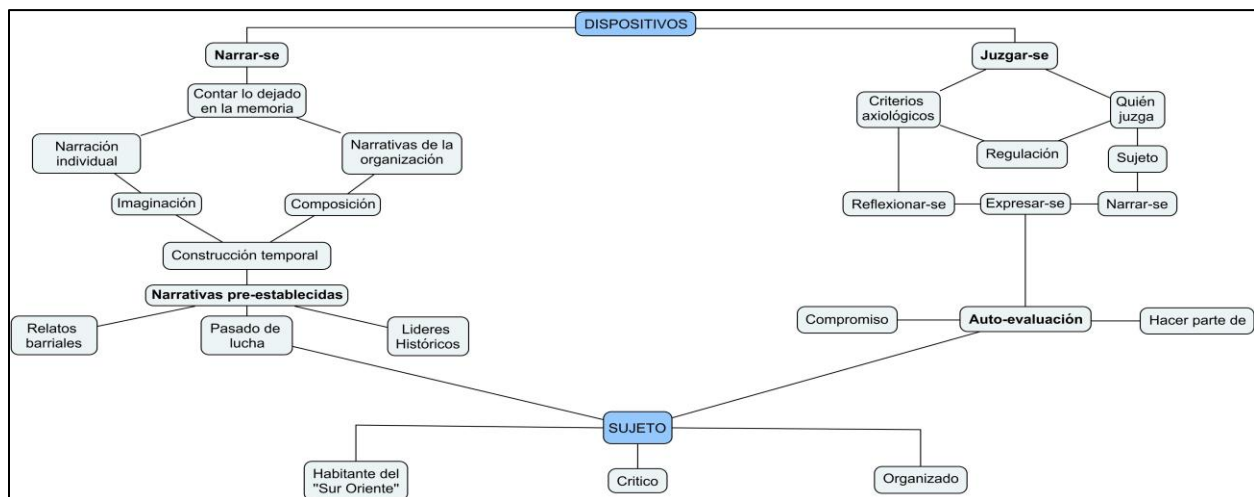 DISPOSITIVOS
Narrar-se
Juzgar-se
Contar lo dejado
en la memoria
Criterios
axiológicos
Quién
juzga
Narración
individual
Narrativas de la
organización
Regulación
Sujeto
Imaginación
Composición
Reflexionar-se
Expresar-se
Narrar-se
Construcción temporal
Narrativas pre-establecidas
Relatos
barriales
Pasado de
lucha
Lideres
Históricos
Compromiso
Auto-evaluación
Hacer parte de
SUJETO
Habitante del
"Sur Oriente"
Critico
Organizado